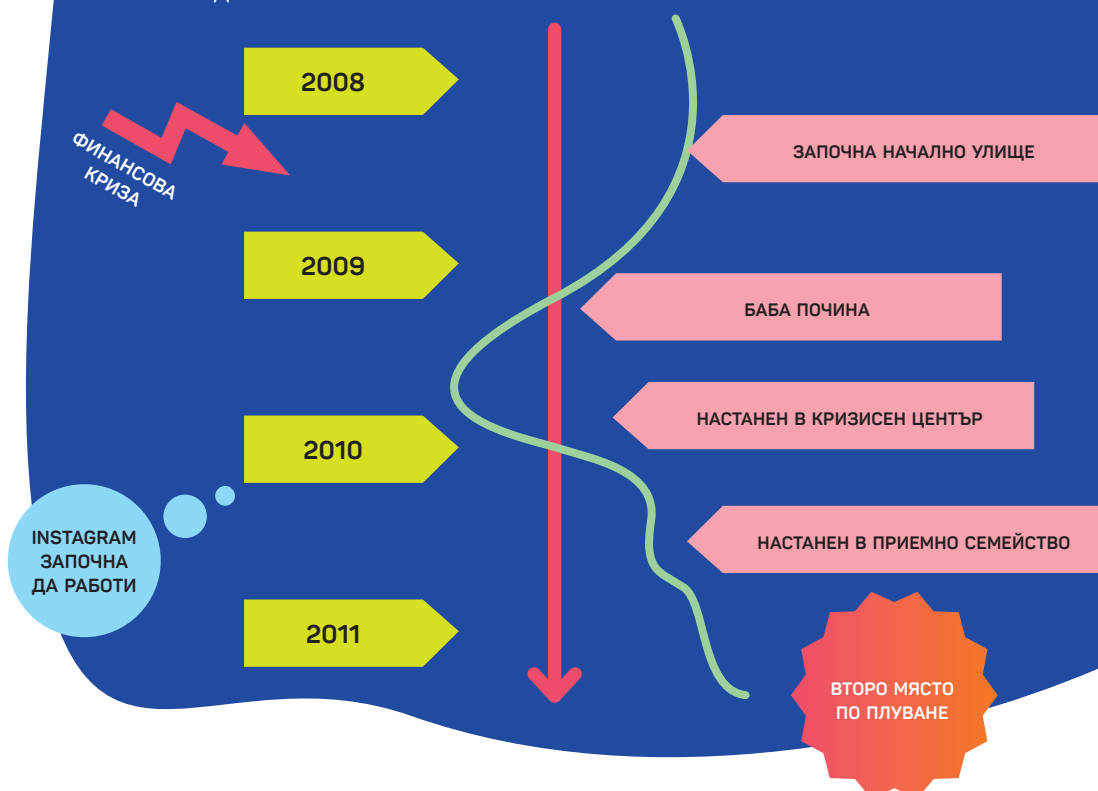 2008
ФИНАНСОВА
КРИЗА
ЗАПОЧНА НАЧАЛНО УЛИЩЕ
2009
БАБА ПОЧИНА
НАСТАНЕН В КРИЗИСЕН ЦЕНТЪР
2010
INSTAGRAM
ЗАПОЧНА
ДА РАБОТИ
НАСТАНЕН В ПРИЕМНО СЕМЕЙСТВО
2011
ВТОРО МЯСТО
ПО ПЛУВАНЕ